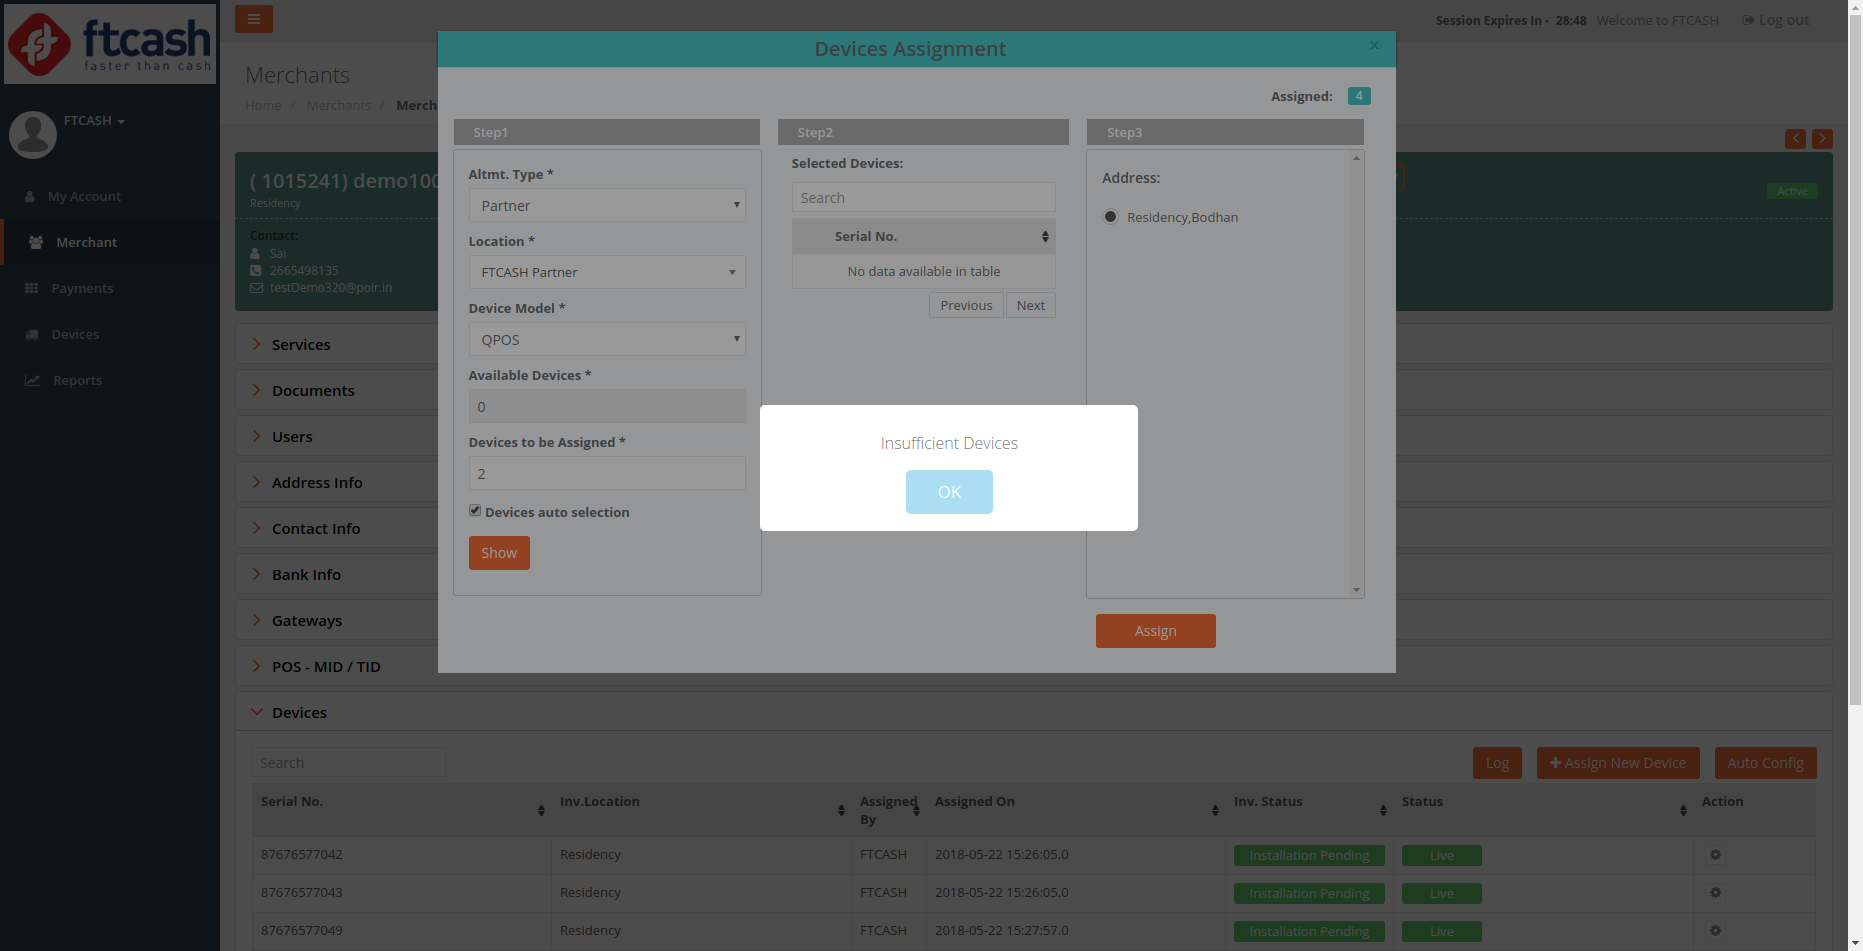 ftcash
faster than cash
FTCASH
My Account
Merchant
Payments
Devices
Reports
Session Expires In - 28:48 Welcome to FTCASH Log out
Merchants
Home / Merchants / Merch
( 1015241) demo100
Residency
Active
Contact:
Sai
2665498135
testDemo320@poir.in
Services
Documents
Users
Address Info
Contact Info
Bank Info
Gateways
POS - MID / TID
Devices
Devices Assignment ×
Assigned: 4
Step1
Altmt. Type *
Partner
Location *
FTCASH Partner
Device Model *
QPOS
Available Devices *
0
Devices to be Assigned *
2
Devices auto selection
Show
Step2
Selected Devices:
Search
Serial No.
No data available in table
Previous Next
Step3
Address:
Residency,Bodhan
Assign
Insufficient Devices
OK
Search
Log Assign New Device Auto Config
Serial No. Inv.Location Assigned By Assigned On Inv. Status Status Action
87676577042 Residency FTCASH 2018-05-22 15:26:05.0 Installation Pending Live
87676577043 Residency FTCASH 2018-05-22 15:26:05.0 Installation Pending Live
87676577049 Residency FTCASH 2018-05-22 15:27:57.0 Installation Pending Live